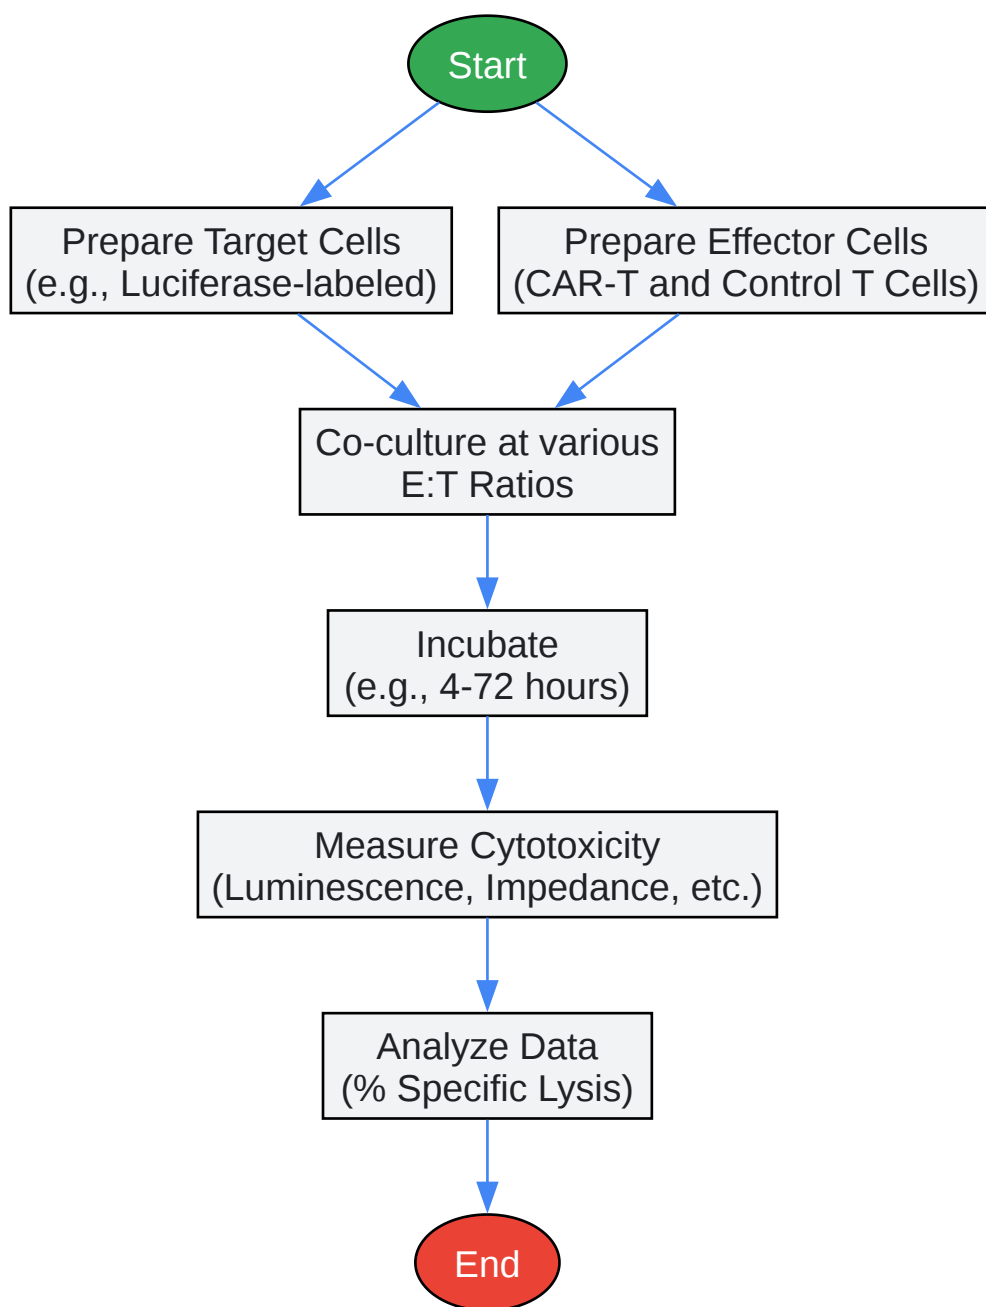 Start
Prepare Target Cells
(e.g., Luciferase-labeled)
Prepare Effector Cells
(CAR-T and Control T Cells)
Co-culture at various
E:T Ratios
Incubate
(e.g., 4-72 hours)
Measure Cytotoxicity
(Luminescence, Impedance, etc.)
Analyze Data
(% Specific Lysis)
End